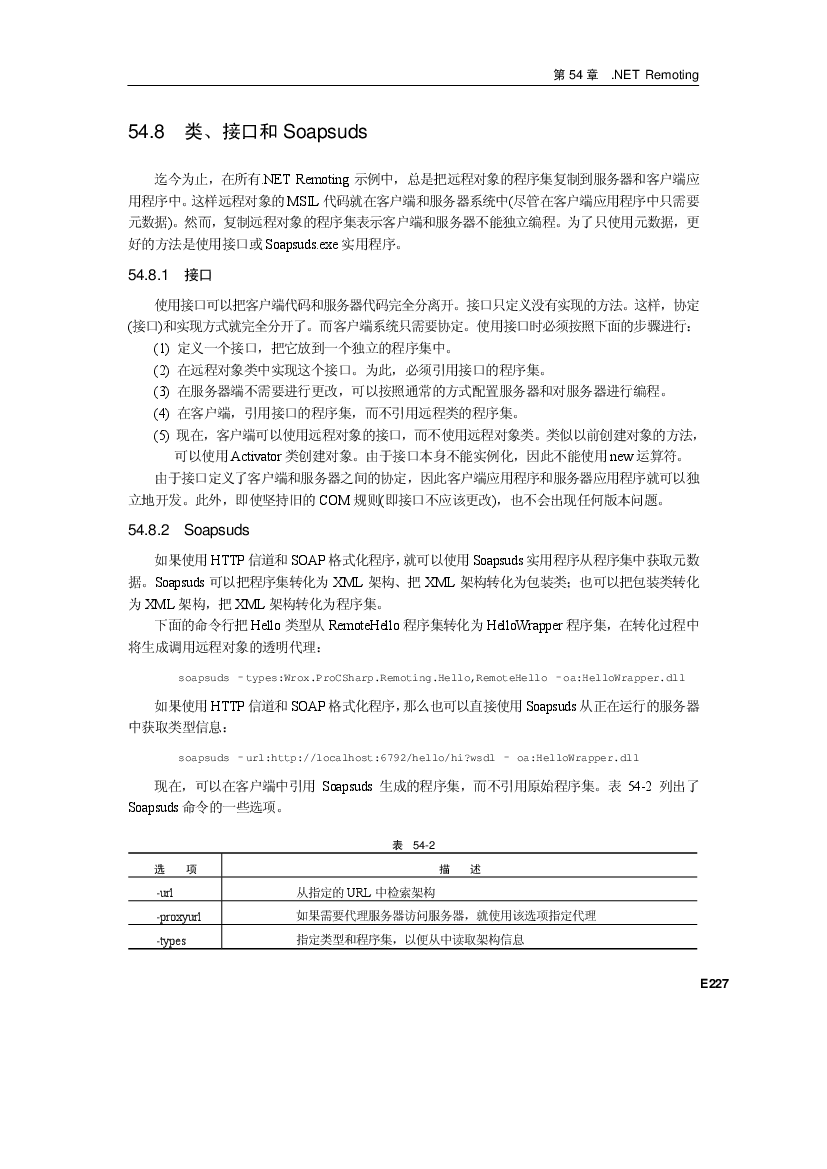 第 54 章 .NET Remoting
54.8 类、接口和 Soapsuds
迄今为止，在所有.NET Remoting 示例中，总是把远程对象的程序集复制到服务器和客户端应
用程序中。这样远程对象的 MSIL 代码就在客户端和服务器系统中(尽管在客户端应用程序中只需要
元数据)。然而，复制远程对象的程序集表示客户端和服务器不能独立编程。为了只使用元数据，更
好的方法是使用接口或 Soapsuds.exe 实用程序。
54.8.1 接口
使用接口可以把客户端代码和服务器代码完全分离开。接口只定义没有实现的方法。这样，协定
(接口)和实现方式就完全分开了。而客户端系统只需要协定。使用接口时必须按照下面的步骤进行：
(1) 定义一个接口，把它放到一个独立的程序集中。
(2) 在远程对象类中实现这个接口。为此，必须引用接口的程序集。
(3) 在服务器端不需要进行更改，可以按照通常的方式配置服务器和对服务器进行编程。
(4) 在客户端，引用接口的程序集，而不引用远程类的程序集。
(5) 现在，客户端可以使用远程对象的接口，而不使用远程对象类。类似以前创建对象的方法，
可以使用 Activator 类创建对象。由于接口本身不能实例化，因此不能使用 new 运算符。
由于接口定义了客户端和服务器之间的协定，因此客户端应用程序和服务器应用程序就可以独
立地开发。此外，即使坚持旧的 COM 规则(即接口不应该更改)，也不会出现任何版本问题。
54.8.2 Soapsuds
如果使用 HTTP 信道和 SOAP 格式化程序，就可以使用 Soapsuds 实用程序从程序集中获取元数
据。Soapsuds 可以把程序集转化为 XML 架构、把 XML 架构转化为包装类；也可以把包装类转化
为 XML 架构，把 XML 架构转化为程序集。
下面的命令行把 Hello 类型从 RemoteHello 程序集转化为 HelloWrapper 程序集，在转化过程中
将生成调用远程对象的透明代理：
soapsuds –types:Wrox.ProCSharp.Remoting.Hello,RemoteHello –oa:HelloWrapper.dll
如果使用 HTTP 信道和 SOAP 格式化程序，那么也可以直接使用 Soapsuds 从正在运行的服务器
中获取类型信息：
soapsuds –url:http://localhost:6792/hello/hi?wsdl – oa:HelloWrapper.dll
现在，可以在客户端中引用 Soapsuds 生成的程序集，而不引用原始程序集。表 54-2 列出了
Soapsuds 命令的一些选项。
表 54-2
选 项 描 述
-url 从指定的 URL 中检索架构
-proxyurl 如果需要代理服务器访问服务器，就使用该选项指定代理
-types 指定类型和程序集，以便从中读取架构信息
E227